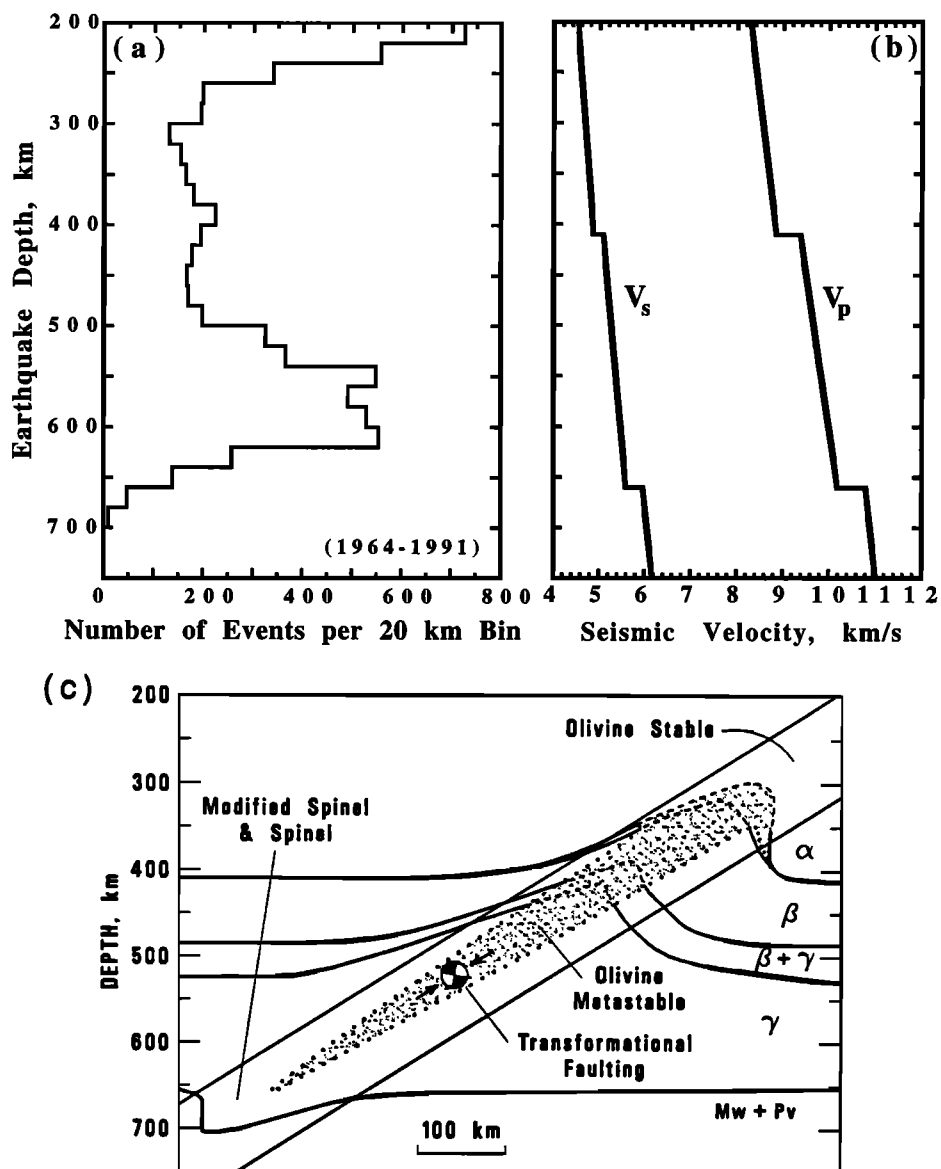 (a)
200
300
400
500
600
700
Earthquake Depth, km
(1964-1991)
0 200 400 600 800
Number of Events per 20 km Bin
(b)
Vs
Vp
4 5 6 7 8 9 10 11 12
Seismic Velocity, km/s
(c)
200
300
400
500
600
700
DEPTH, km
Olivine Stable
Modified Spinel
& Spinel
α
β
β + γ
γ
Olivine
Metastable
Transformational
Faulting
Mw + Pv
100 km